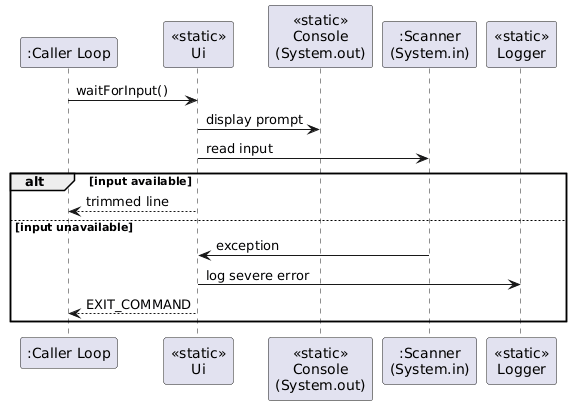 :Caller Loop
«static»
Ui
«static»
Console
(System.out)
:Scanner
(System.in)
«static»
Logger
waitForInput()
display prompt
read input
alt [input available]
trimmed line
[input unavailable]
exception
log severe error
EXIT_COMMAND
:Caller Loop
«static»
Ui
«static»
Console
(System.out)
:Scanner
(System.in)
«static»
Logger